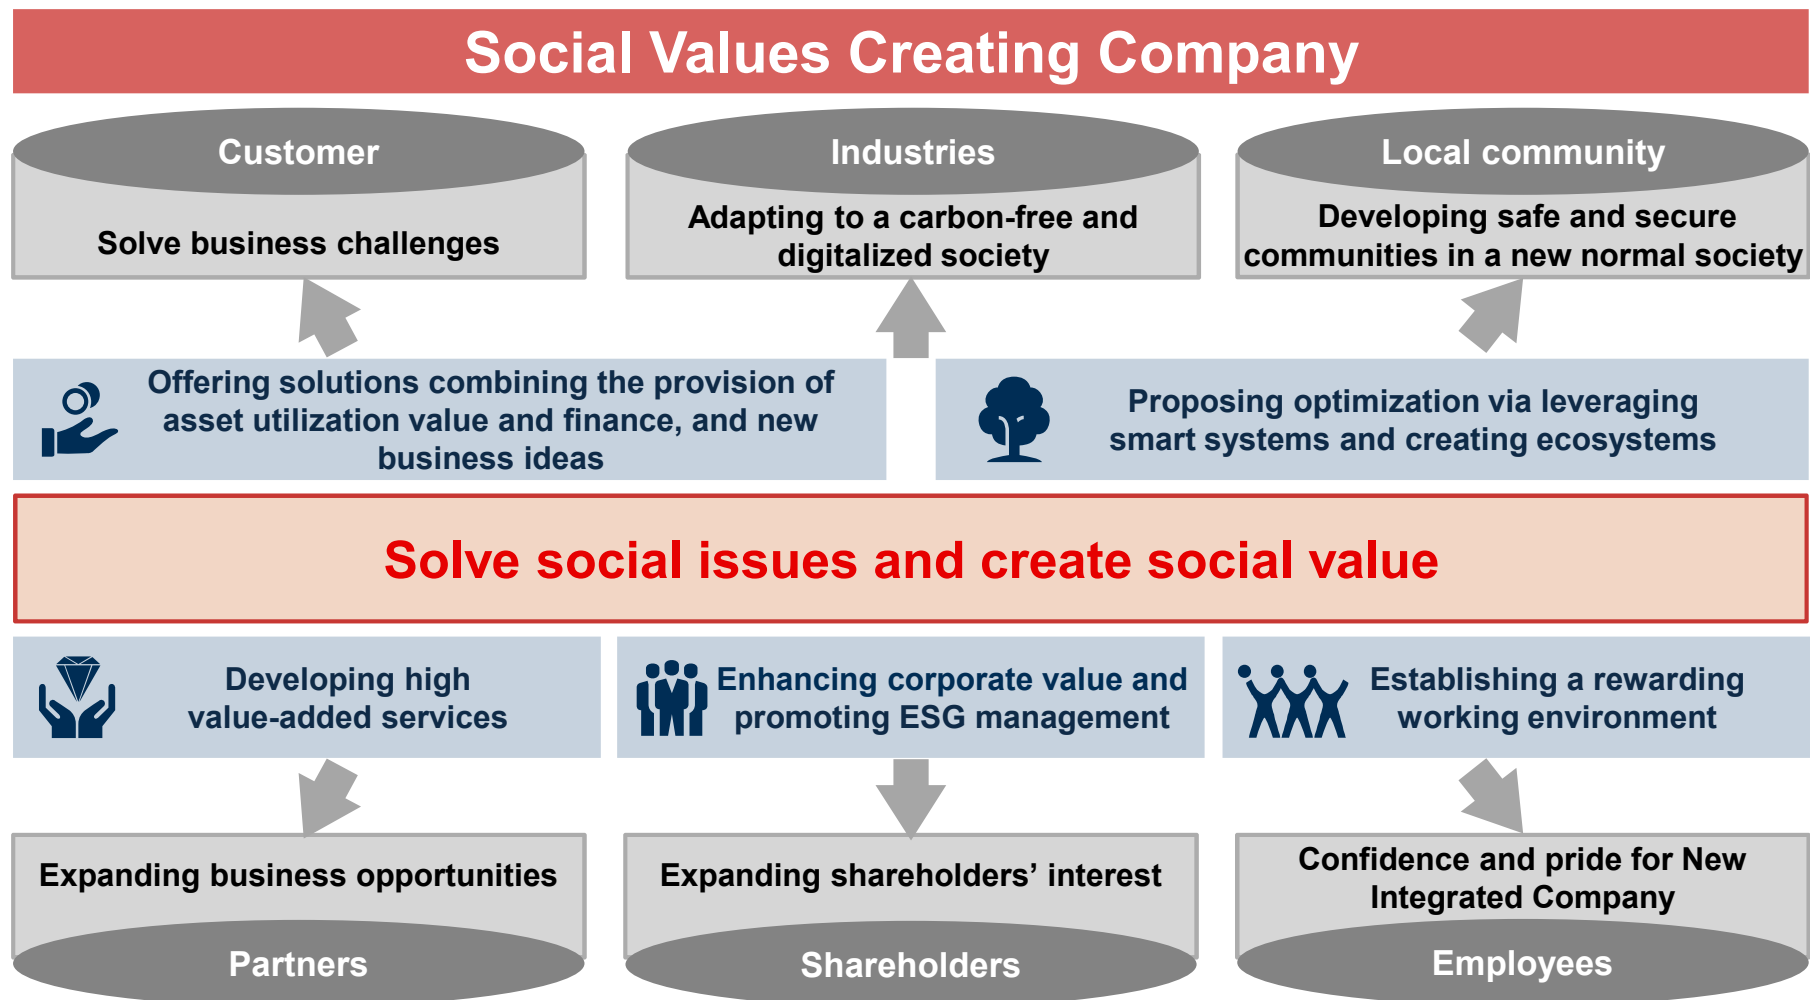 Social Values Creating Company
Customer
Solve business challenges
Industries
Adapting to a carbon-free and
digitalized society
Local community
Developing safe and secure
communities in a new normal society
Offering solutions combining the provision of
asset utilization value and finance, and new
business ideas
Proposing optimization via leveraging
smart systems and creating ecosystems
Solve social issues and create social value
Developing high
value-added services
Enhancing corporate value and
promoting ESG management
Establishing a rewarding
working environment
Expanding business opportunities
Partners
Expanding shareholders’ interest
Shareholders
Confidence and pride for New
Integrated Company
Employees